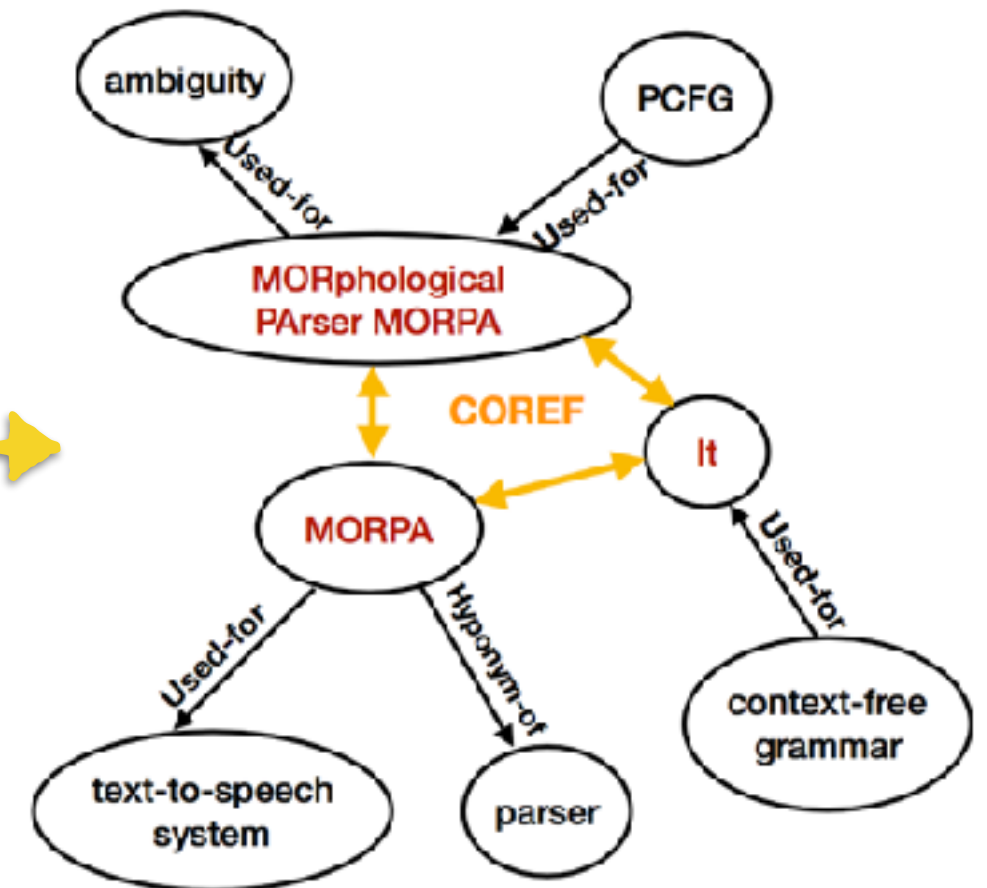 ambiguity
PCFG
Used-for
Used-for
MORphological
PArser MORPA
COREF
It
MORPA
Used-for
Used-for
Hyponym-of
context-free
grammar
text-to-speech
system
parser